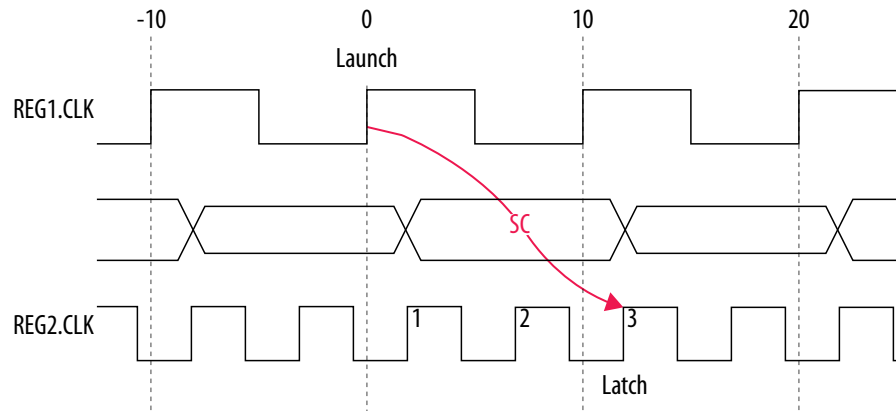 -10 0 10 20
Launch
REG1.CLK
SC
REG2.CLK
1 2 3
Latch